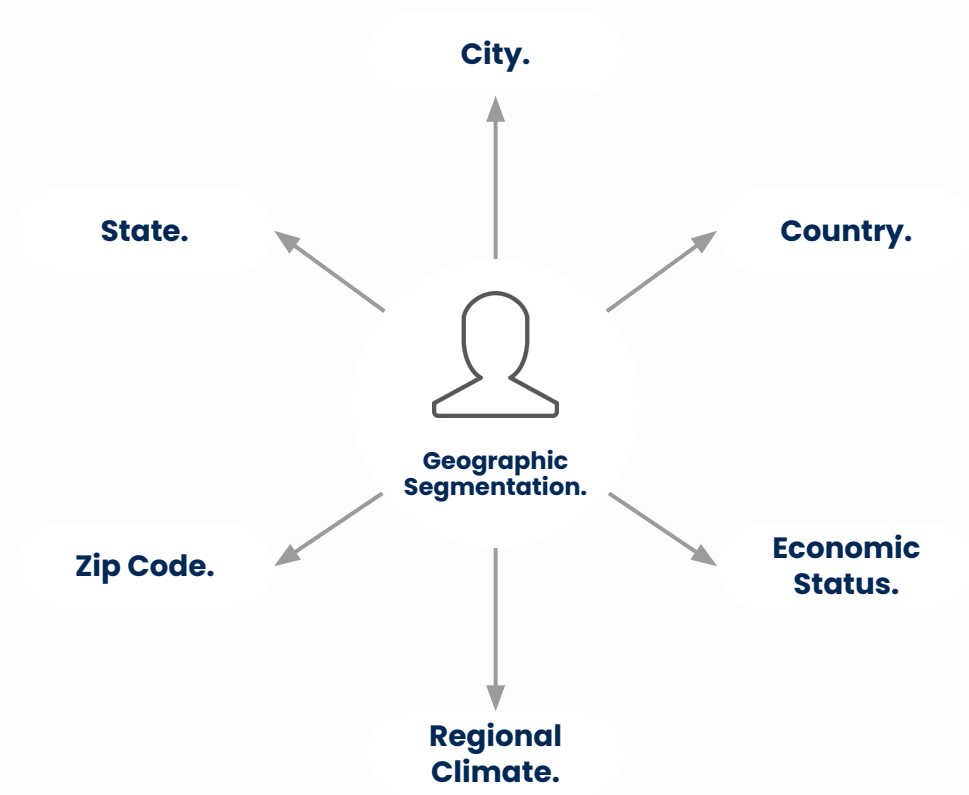 City.
State.
Country.
Geographic
Segmentation.
Zip Code.
Economic
Status.
Regional
Climate.